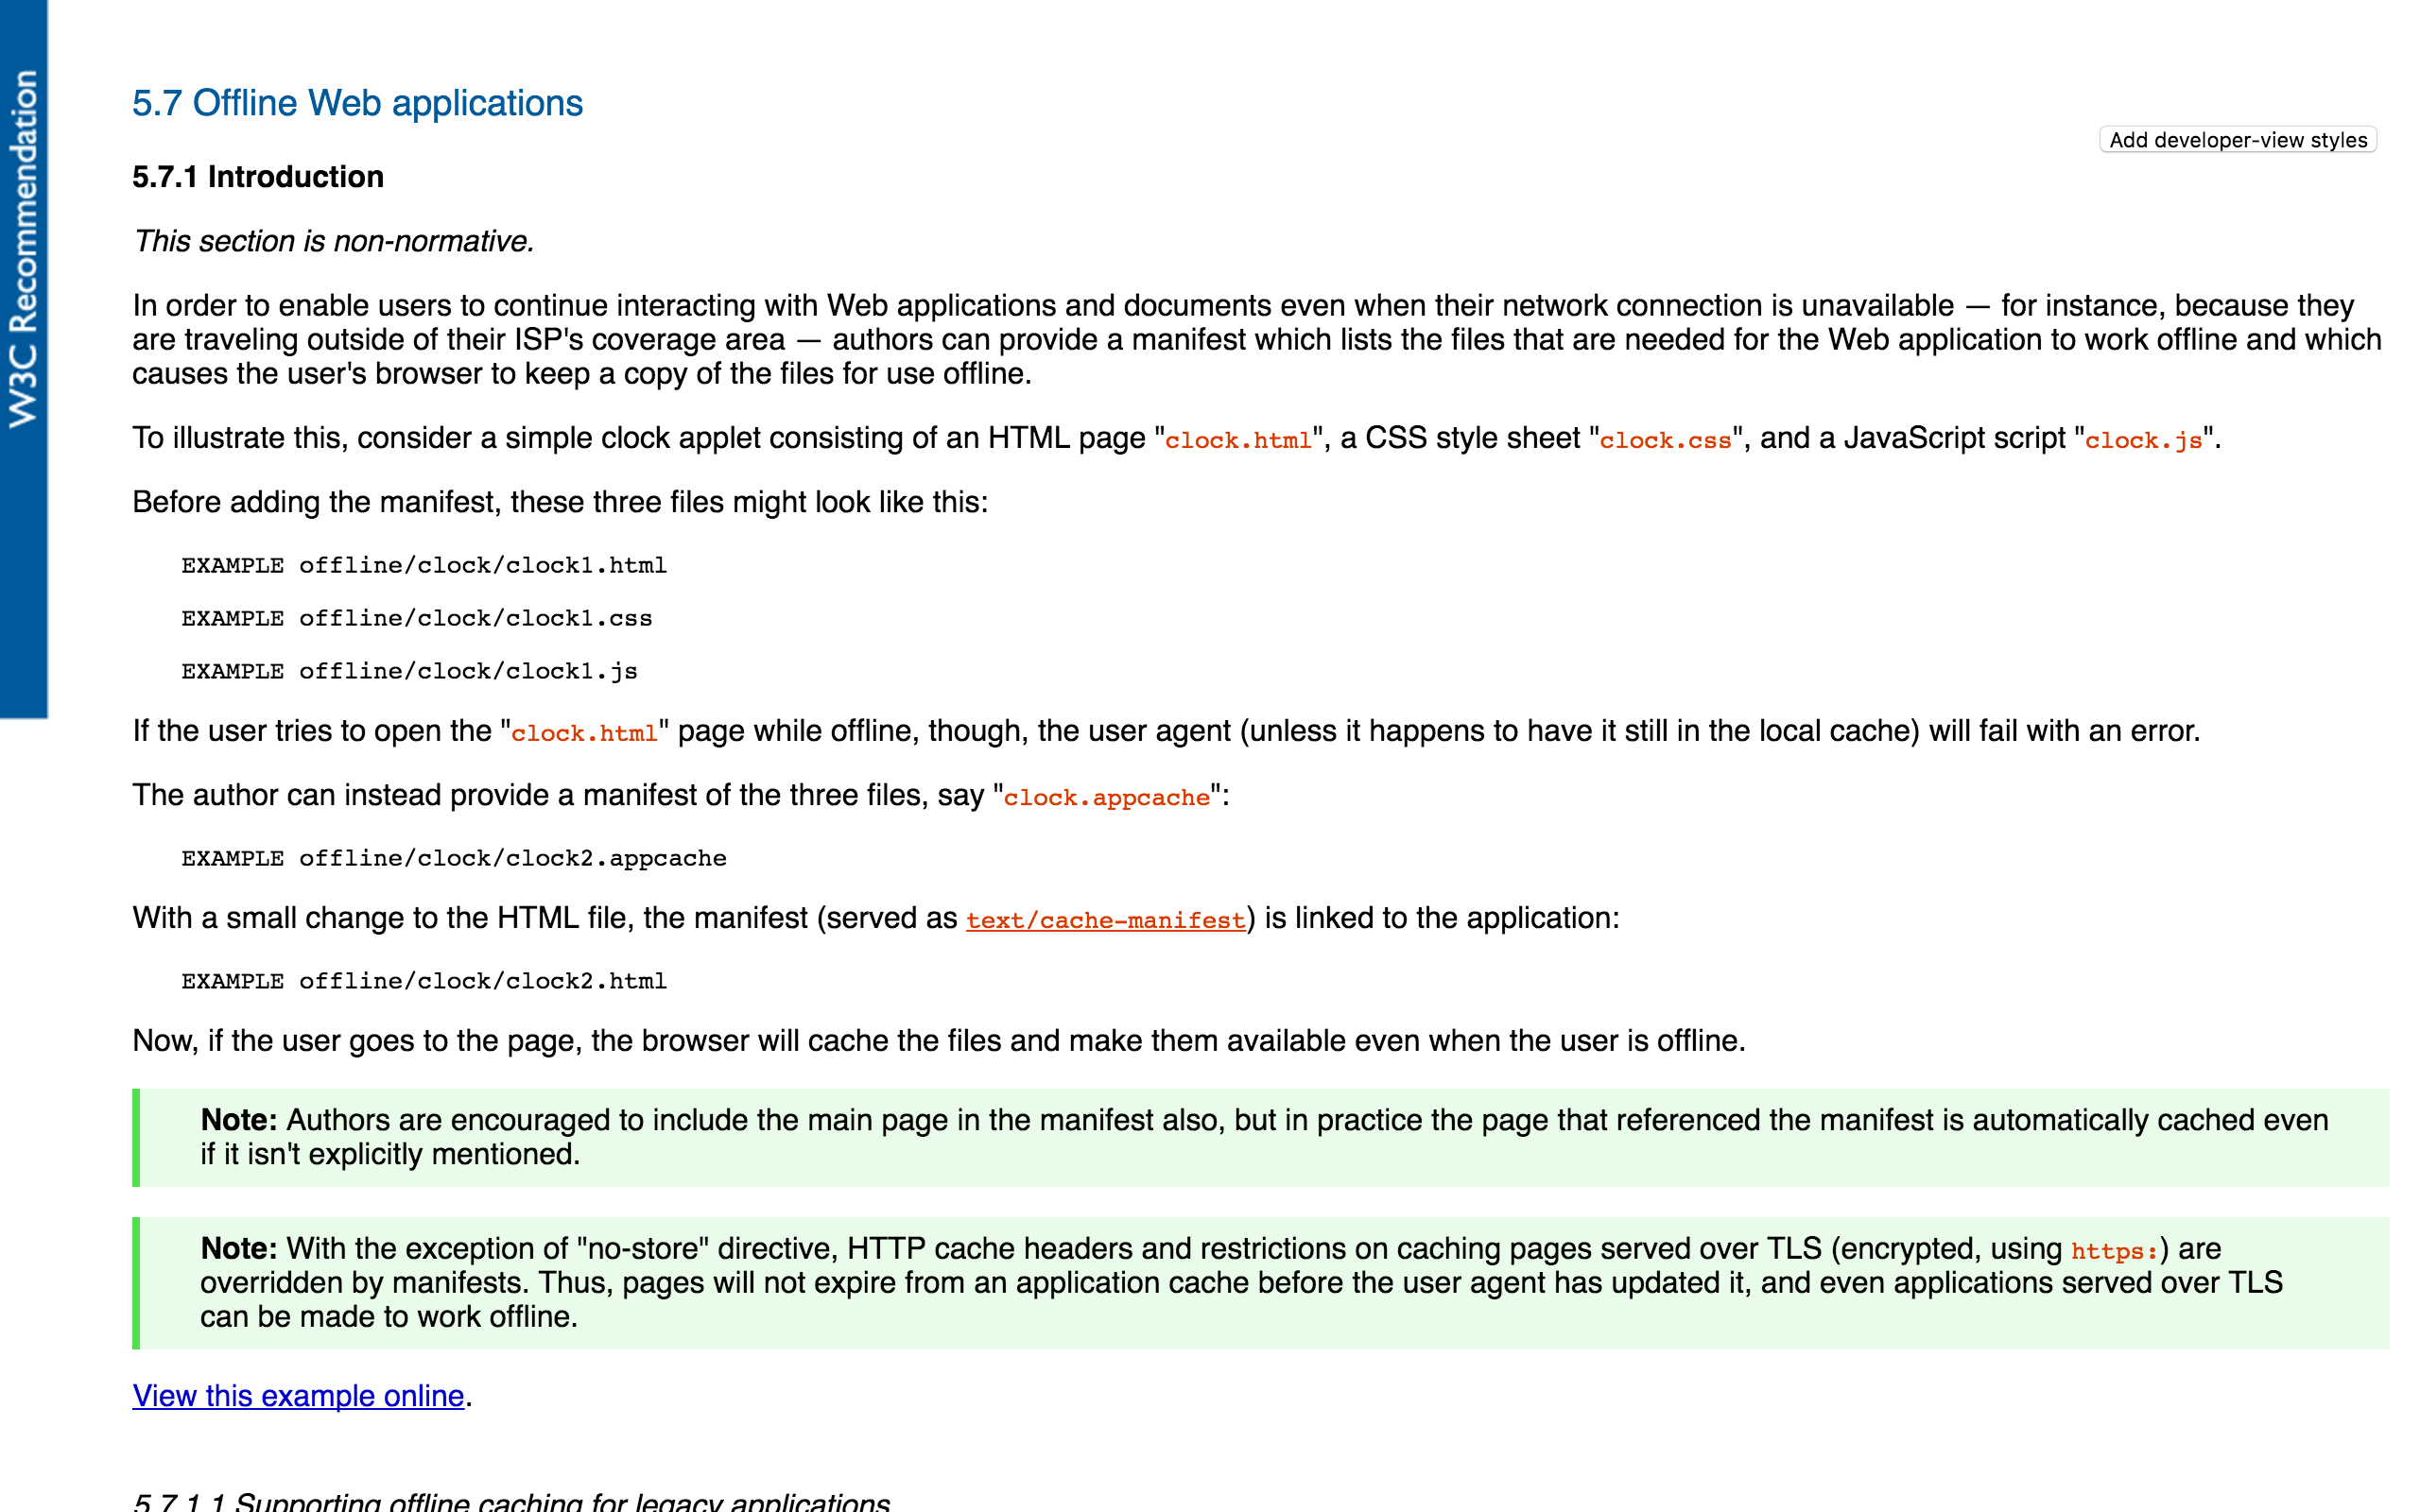 W3C Recommendation
5.7 Offline Web applications
Add developer-view styles
5.7.1 Introduction
This section is non-normative.
In order to enable users to continue interacting with Web applications and documents even when their network connection is unavailable — for instance, because they
are traveling outside of their ISP's coverage area — authors can provide a manifest which lists the files that are needed for the Web application to work offline and which
causes the user's browser to keep a copy of the files for use offline.
To illustrate this, consider a simple clock applet consisting of an HTML page "clock.html", a CSS style sheet "clock.css", and a JavaScript script "clock.js".
Before adding the manifest, these three files might look like this:
EXAMPLE offline/clock/clock1.html
EXAMPLE offline/clock/clock1.css
EXAMPLE offline/clock/clock1.js
If the user tries to open the "clock.html" page while offline, though, the user agent (unless it happens to have it still in the local cache) will fail with an error.
The author can instead provide a manifest of the three files, say "clock.appcache":
EXAMPLE offline/clock/clock2.appcache
With a small change to the HTML file, the manifest (served as text/cache-manifest) is linked to the application:
EXAMPLE offline/clock/clock2.html
Now, if the user goes to the page, the browser will cache the files and make them available even when the user is offline.
Note: Authors are encouraged to include the main page in the manifest also, but in practice the page that referenced the manifest is automatically cached even
if it isn't explicitly mentioned.
Note: With the exception of "no-store" directive, HTTP cache headers and restrictions on caching pages served over TLS (encrypted, using https:) are
overridden by manifests. Thus, pages will not expire from an application cache before the user agent has updated it, and even applications served over TLS
can be made to work offline.
View this example online.
5.7.1.1 Supporting offline caching for legacy applications